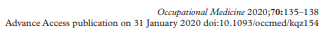 Occupational Medicine 2020;70:135–138
Advance Access publication on 31 January 2020 doi:10.1093/occmed/kqz154